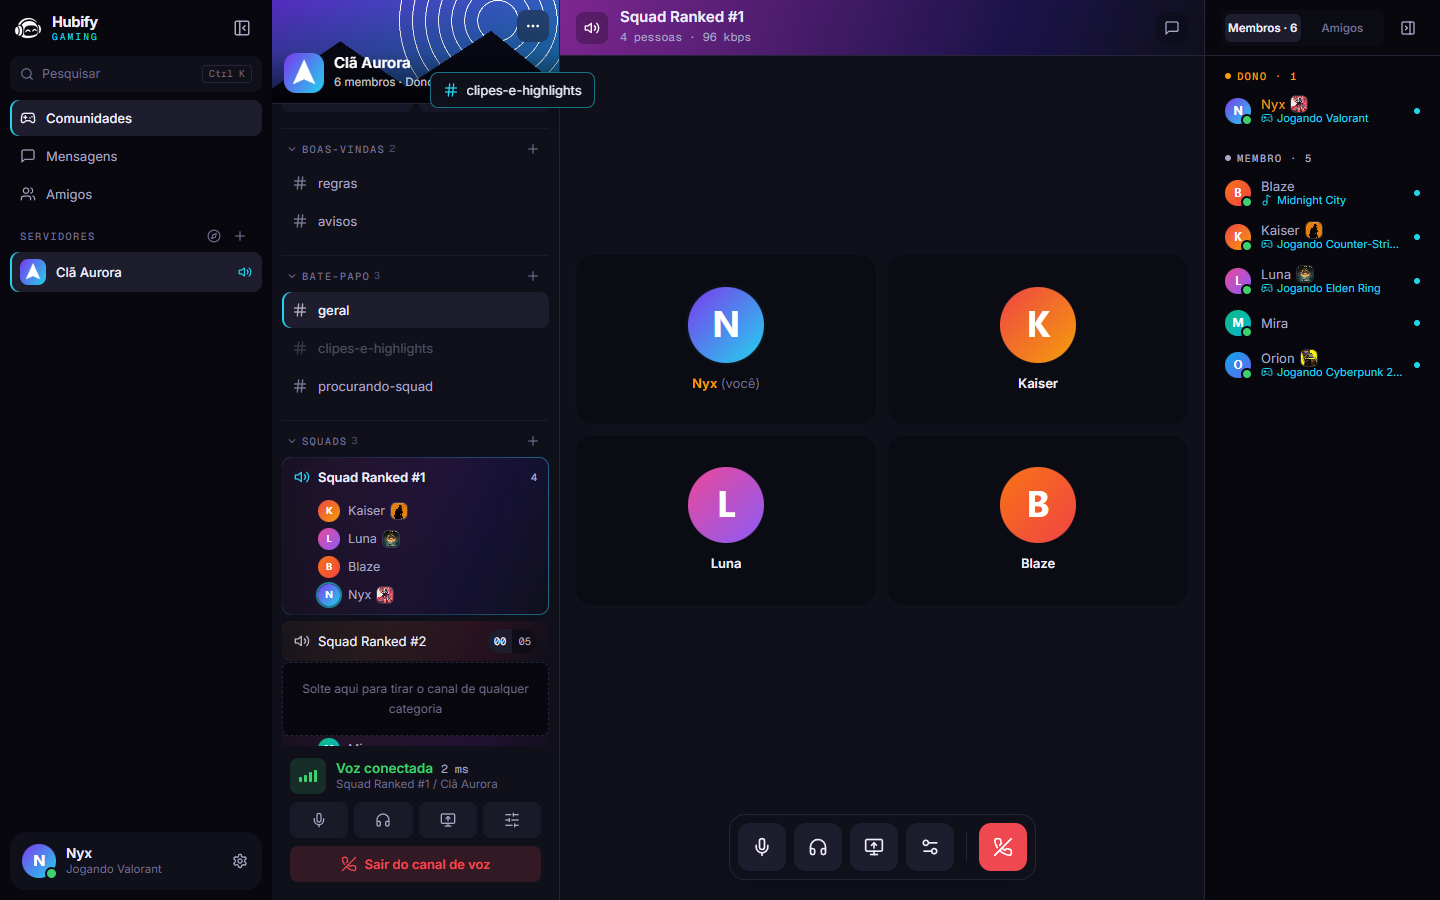 Hubify
GAMING
Pesquisar
Ctrl K
Comunidades
Mensagens
Amigos
SERVIDORES
Clã Aurora
Nyx
Jogando Valorant
Clã Aurora
6 membros · Dono
clipes-e-highlights
BOAS-VINDAS 2
regras
avisos
BATE-PAPO 3
geral
clipes-e-highlights
procurando-squad
SQUADS 3
Squad Ranked #1
4
K Kaiser
L Luna
B Blaze
N Nyx
Squad Ranked #2
00 05
Solte aqui para tirar o canal de qualquer
categoria
Voz conectada 2 ms
Squad Ranked #1 / Clã Aurora
Sair do canal de voz
Squad Ranked #1
4 pessoas · 96 kbps
N
Nyx (você)
K
Kaiser
L
Luna
B
Blaze
Membros · 6
Amigos
DONO · 1
N Nyx
Jogando Valorant
MEMBRO · 5
B Blaze
Midnight City
K Kaiser
Jogando Counter-Stri...
L Luna
Jogando Elden Ring
M Mira
O Orion
Jogando Cyberpunk 2...
N